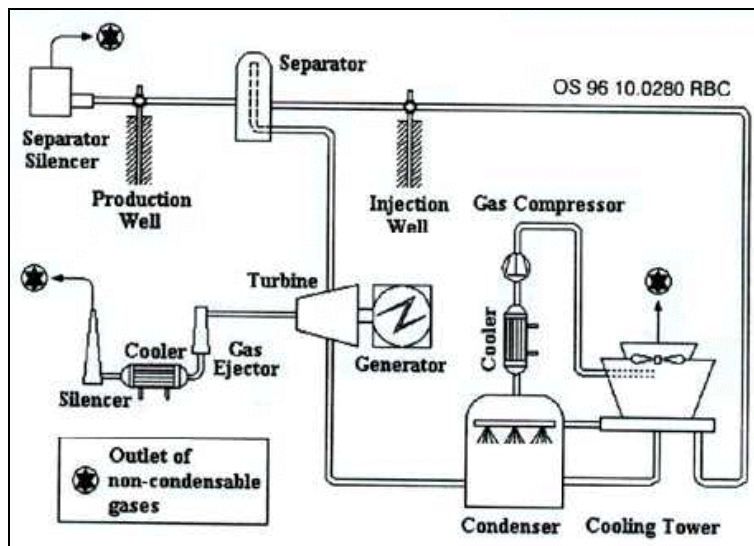 Separator
OS 96 10.0280 RBC
Separator
Silencer
Production
Well
Injection
Well
Gas Compressor
Turbine
Cooler
Gas
Ejector
Generator
Cooler
Silencer
Outlet of
non-condensable
gases
Condenser
Cooling Tower